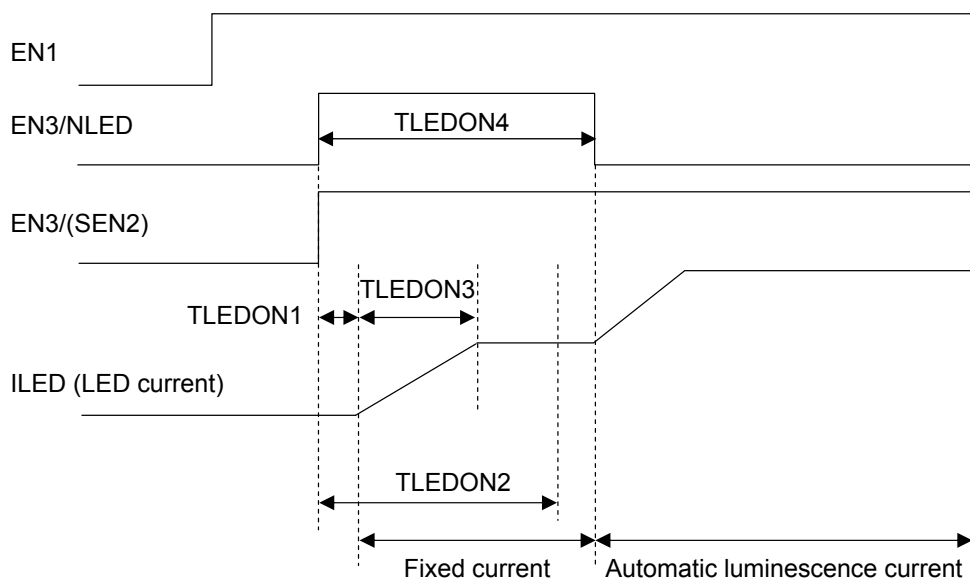 EN1
EN3/NLED
TLEDON4
EN3/(SEN2)
TLEDON3
TLEDON1
ILED (LED current)
TLEDON2
Fixed current
Automatic luminescence current